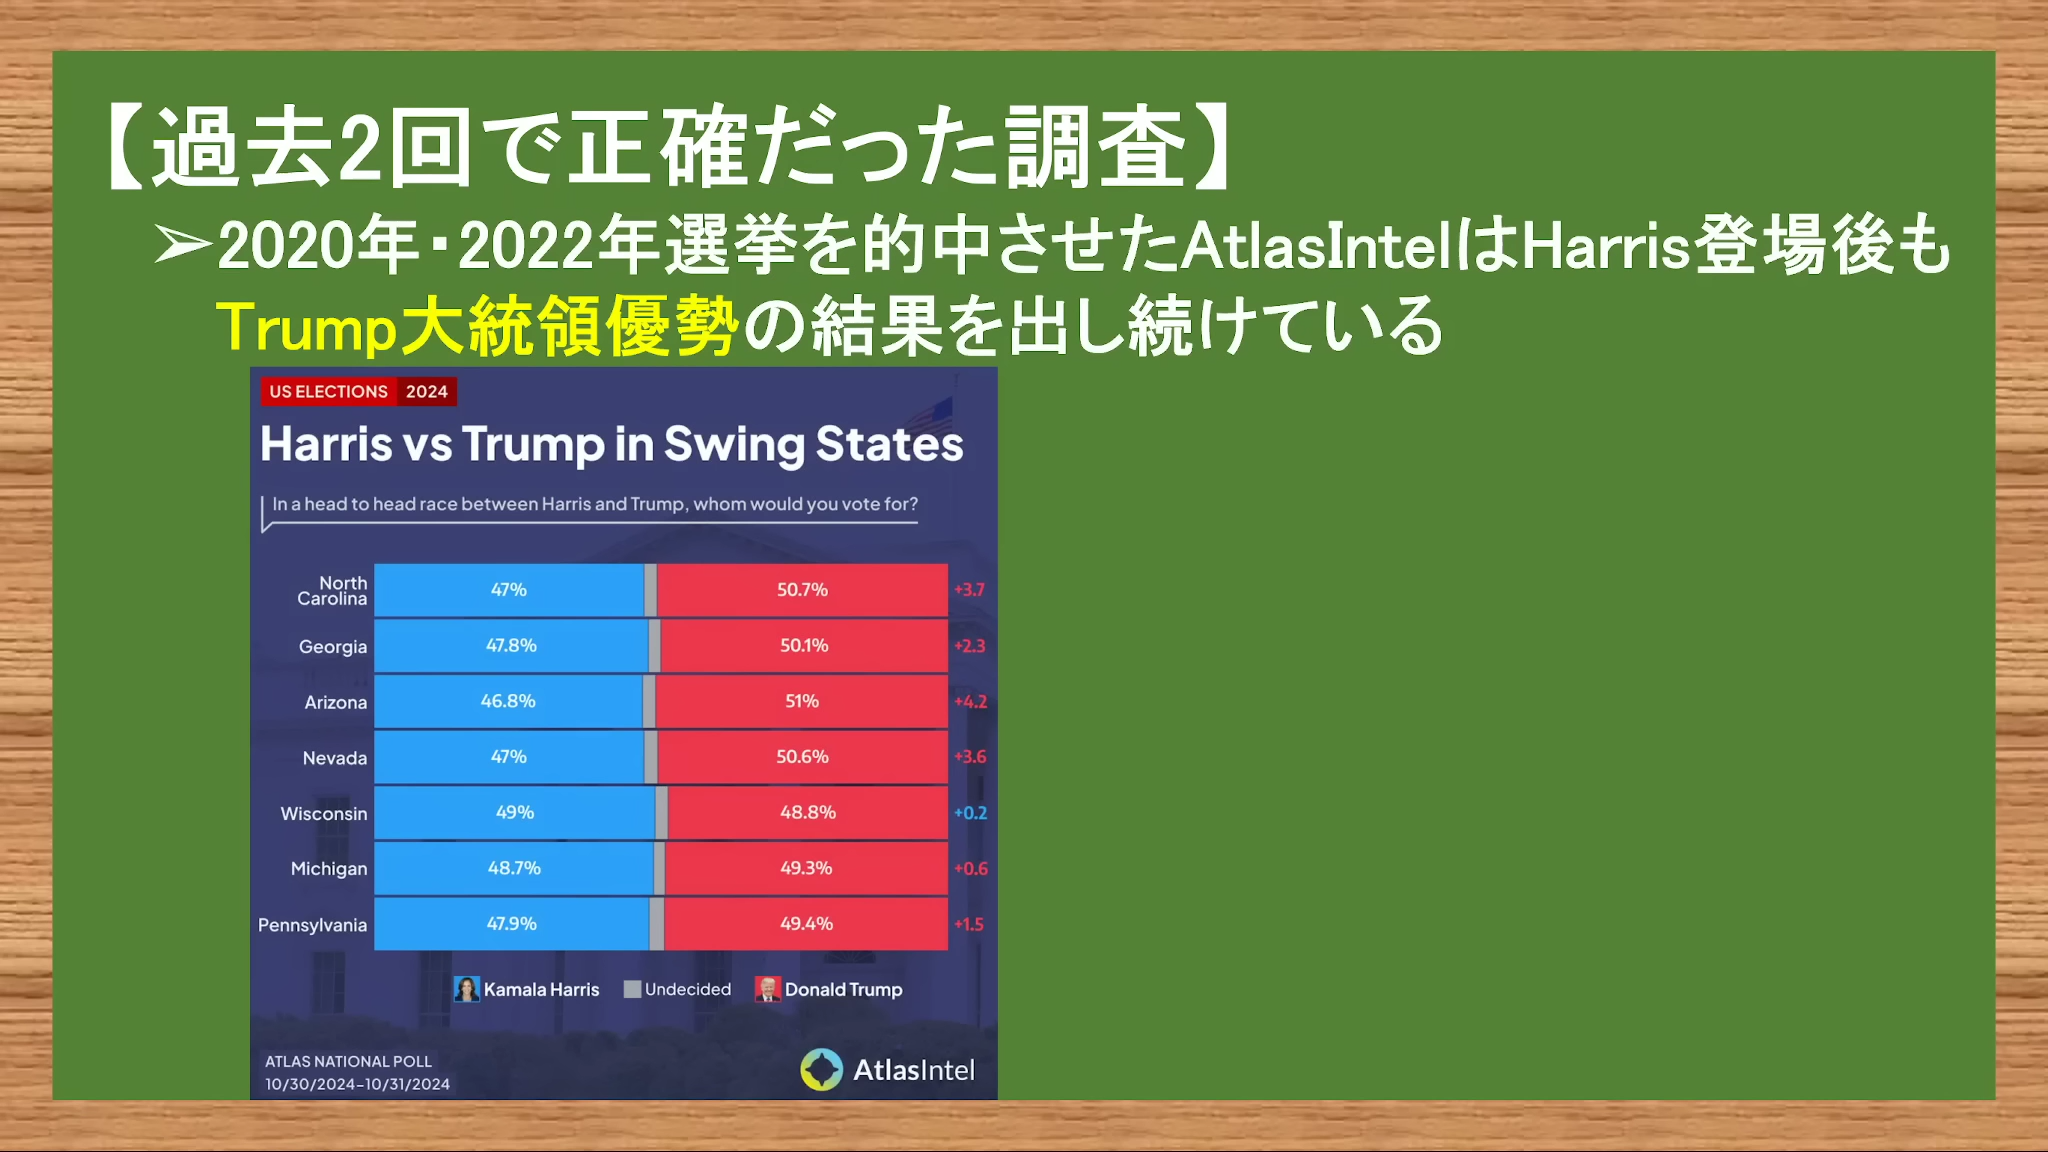 【過去2回で正確だった調査】
➢2020年・2022年選挙を的中させたAtlasIntelはHarris登場後も
Trump大統領優勢の結果を出し続けている
US ELECTIONS 2024
Harris vs Trump in Swing States
In a head to head race between Harris and Trump, whom would you vote for?
North
Carolina 47% 50.7% +3.7
Georgia 47.8% 50.1% +2.3
Arizona 46.8% 51% +4.2
Nevada 47% 50.6% +3.6
Wisconsin 49% 48.8% +0.2
Michigan 48.7% 49.3% +0.6
Pennsylvania 47.9% 49.4% +1.5
Kamala Harris Undecided Donald Trump
ATLAS NATIONAL POLL
10/30/2024-10/31/2024
AtlasIntel